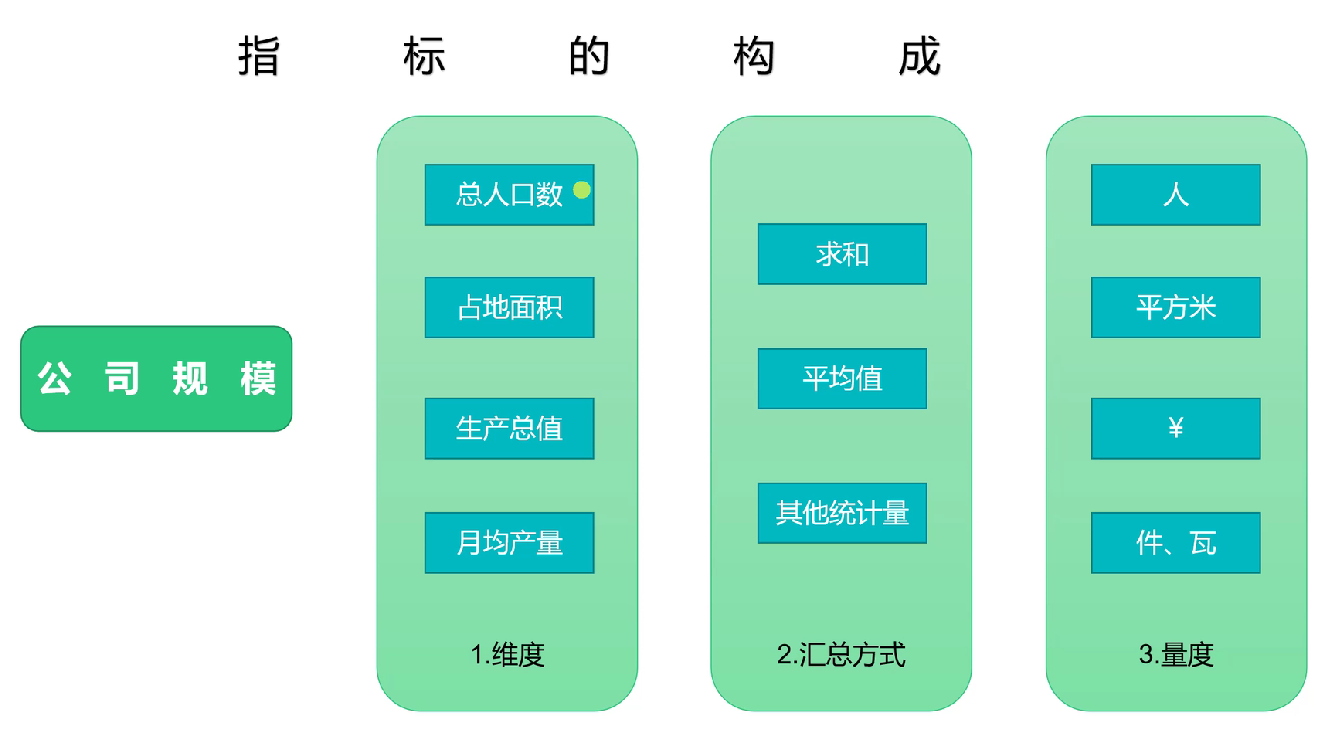 指标的构成
公司规模
总人口数
占地面积
生产总值
月均产量
1.维度
求和
平均值
其他统计量
2.汇总方式
人
平方米
¥
件、瓦
3.量度